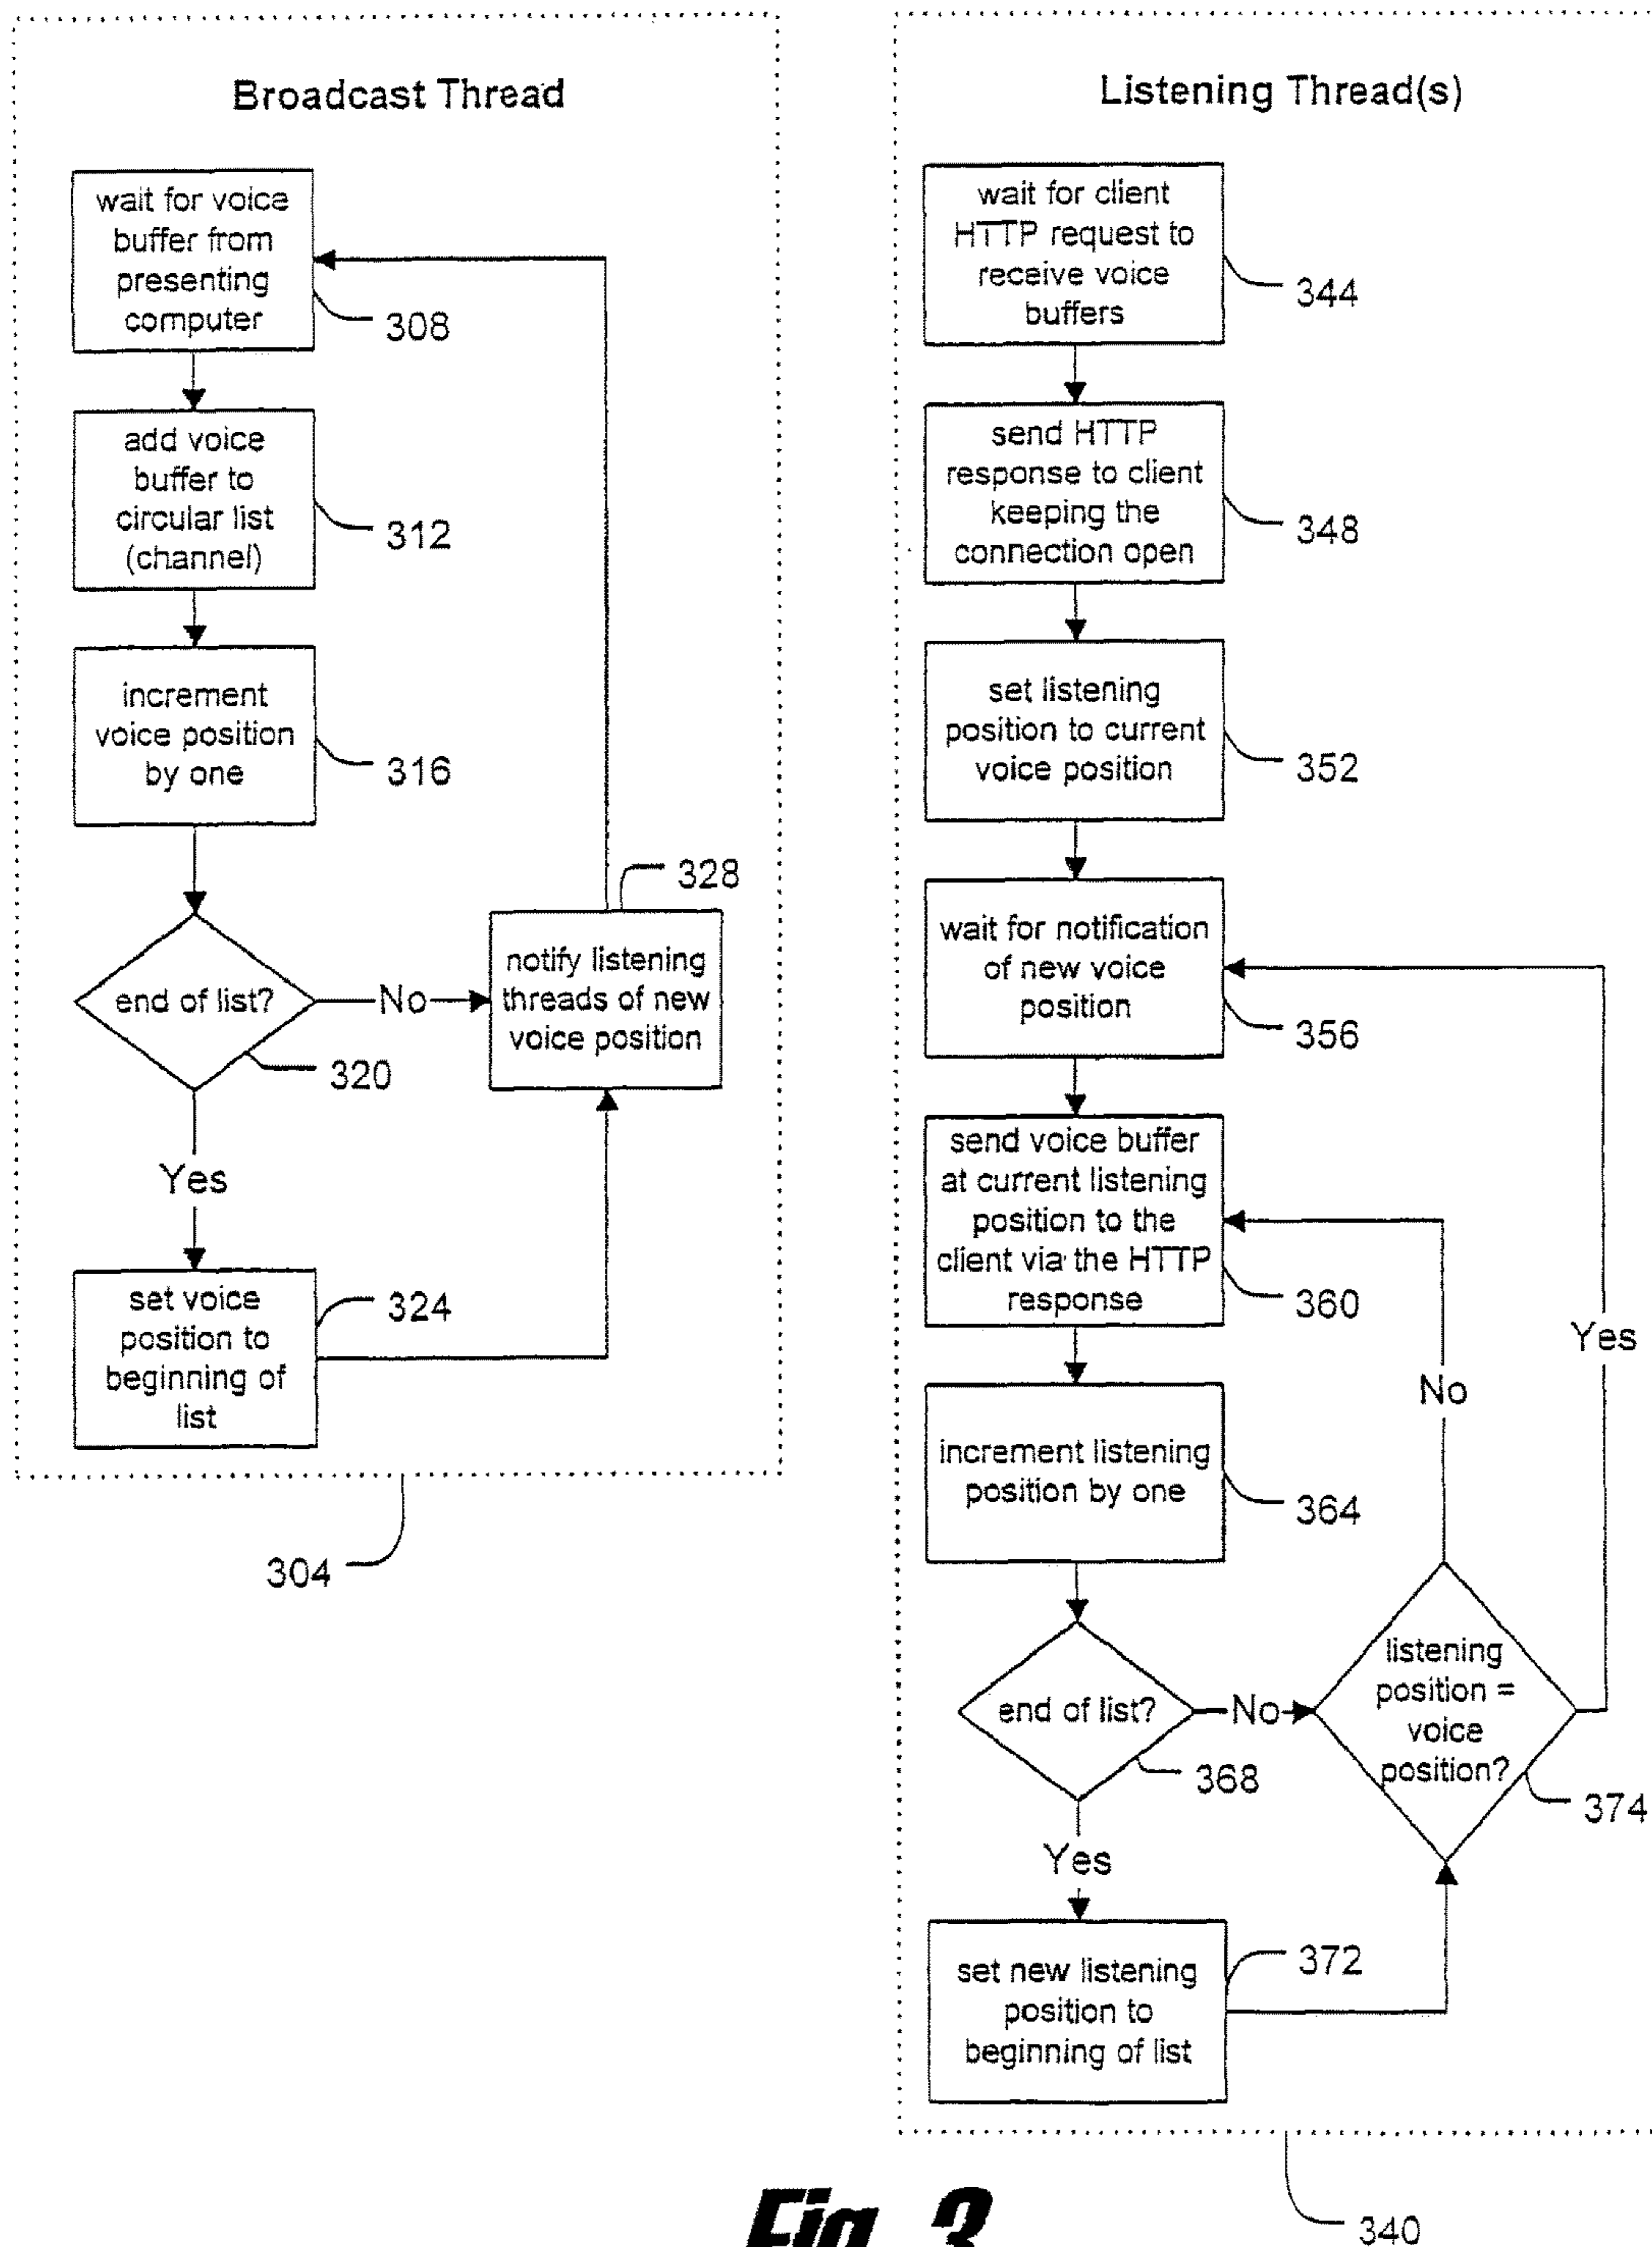 Broadcast Thread
wait for voice
buffer from
presenting
computer
308
add voice
buffer to
circular list
(channel)
312
increment
voice position
by one
316
end of list?
320
No
328
notify listening
threads of new
voice position
Yes
set voice
position to
beginning of
list
324
304
Listening Thread(s)
wait for client
HTTP request to
receive voice
buffers
344
send HTTP
response to client
keeping the
connection open
348
set listening
position to current
voice position
352
wait for notification
of new voice
position
356
send voice buffer
at current listening
position to the
client via the HTTP
response
360
Yes
No
increment listening
position by one
364
end of list?
368
No
listening
position =
voice
position?
374
Yes
set new listening
position to
beginning of list
372
340
Fig. 3